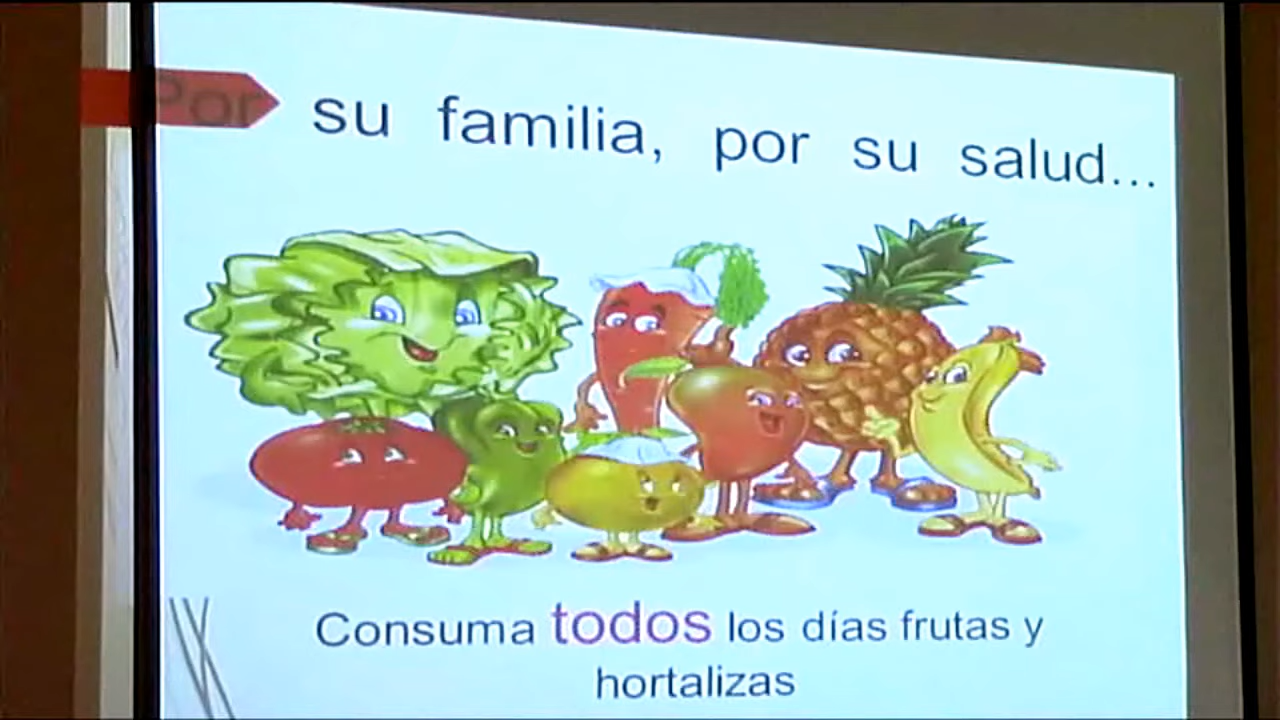 Por su familia, por su salud...
Consuma todos los días frutas y
hortalizas